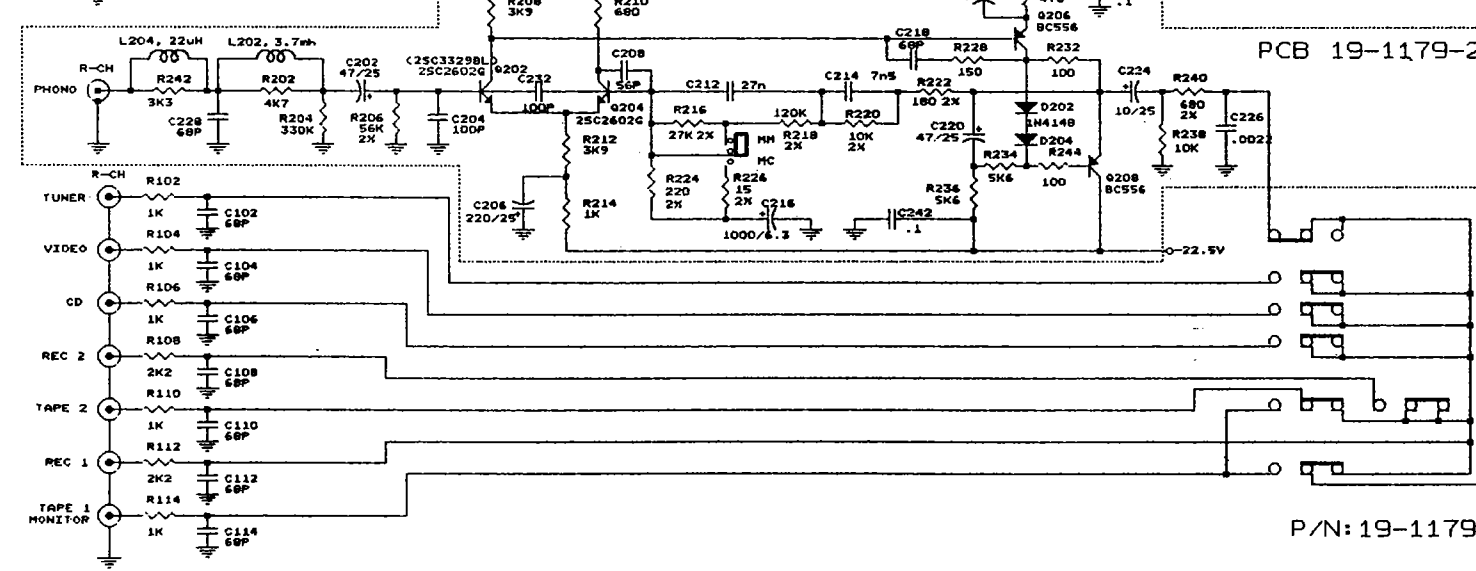 R208
3K9
R210
680
Q206
BC556
.1
C218
68P
R228
150
R232
100
PCB 19-1179-2
L204, 22uH
L202, 3.7mh
R-CH
PHONO
R242
3K3
R202
4K7
C202
47/25
C228
68P
R204
330K
R206
56K
2%
C204
100P
(2SC3329BL)
2SC2602G
Q202
C232
100P
C208
56P
Q204
2SC2602G
C212
27n
C214
7n5
R222
180 2%
C224
10/25
R240
680
2%
R216
27K 2%
120K
R218
2%
R220
10K
2%
C220
47/25
D202
1N4148
D204
R238
10K
C226
.0022
R212
3K9
MM
MC
R234
5K6
R244
100
Q208
BC556
R224
220
2%
R226
15
2%
R236
5K6
C206
220/25
R214
1K
C216
1000/6.3
C242
.1
-22.5V
R-CH
TUNER
R102
1K
C102
68P
VIDEO
R104
1K
C104
68P
CD
R106
1K
C106
68P
REC 2
R108
2K2
C108
68P
TAPE 2
R110
1K
C110
68P
REC 1
R112
2K2
C112
68P
TAPE 1
MONITOR
R114
1K
C114
68P
P/N:19-1179